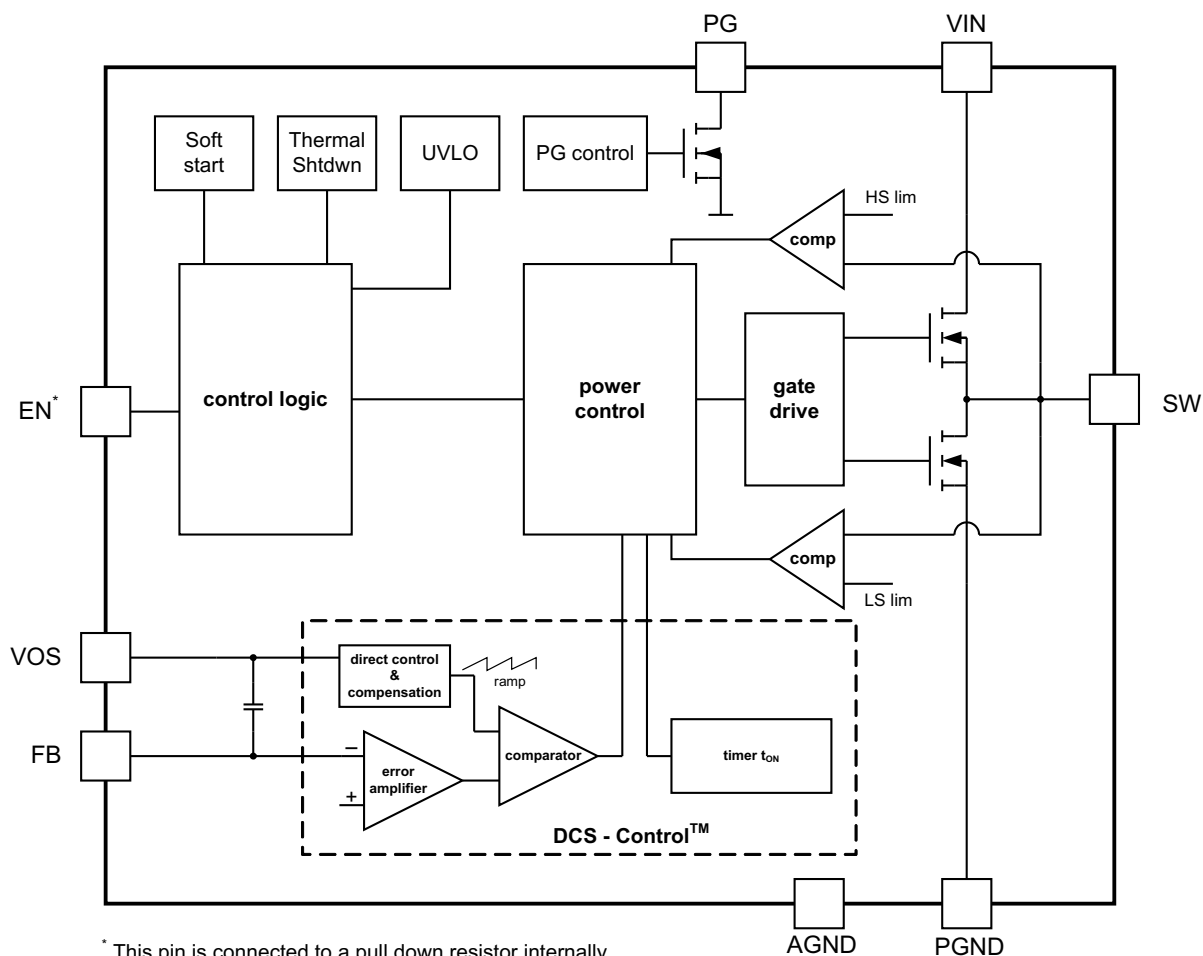 PG
VIN
Soft
start
Thermal
Shtdwn
UVLO
PG control
HS lim
comp
control logic
power
control
gate
drive
EN*
SW
comp
LS lim
VOS
direct control
&
compensation
ramp
FB
–
+
error
amplifier
comparator
timer tON
DCS - Control™
AGND
PGND
* This pin is connected to a pull down resistor internally